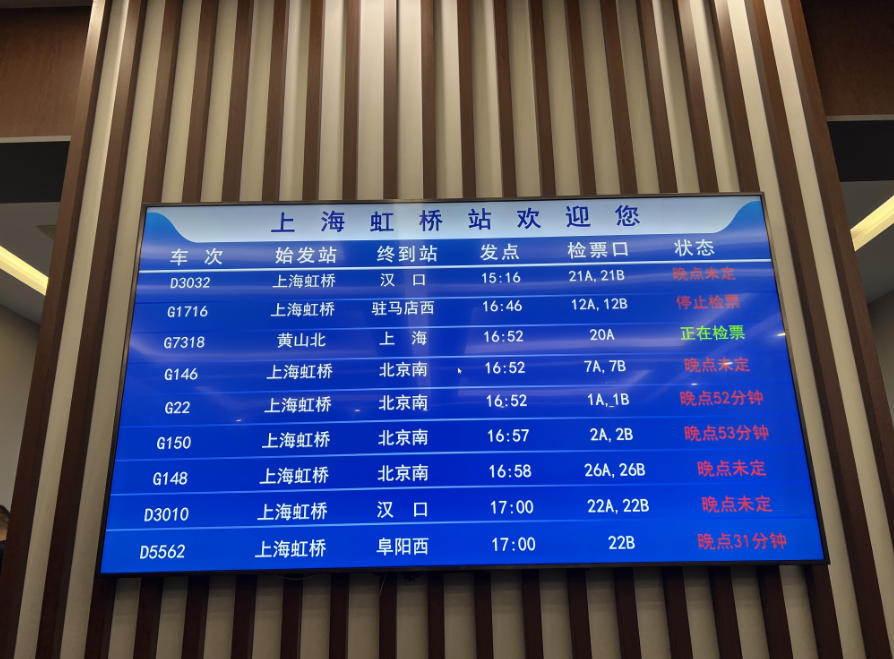 上海虹桥站欢迎您
车次 始发站 终到站 发点 检票口 状态
D3032 上海虹桥 汉口 15:16 21A,21B 晚点未定
G1716 上海虹桥 驻马店西 16:46 12A,12B 停止检票
G7318 黄山北 上海 16:52 20A 正在检票
G146 上海虹桥 北京南 16:52 7A,7B 晚点未定
G22 上海虹桥 北京南 16:52 1A,1B 晚点52分钟
G150 上海虹桥 北京南 16:57 2A,2B 晚点53分钟
G148 上海虹桥 北京南 16:58 26A,26B 晚点未定
D3010 上海虹桥 汉口 17:00 22A,22B 晚点未定
D5562 上海虹桥 阜阳西 17:00 22B 晚点31分钟